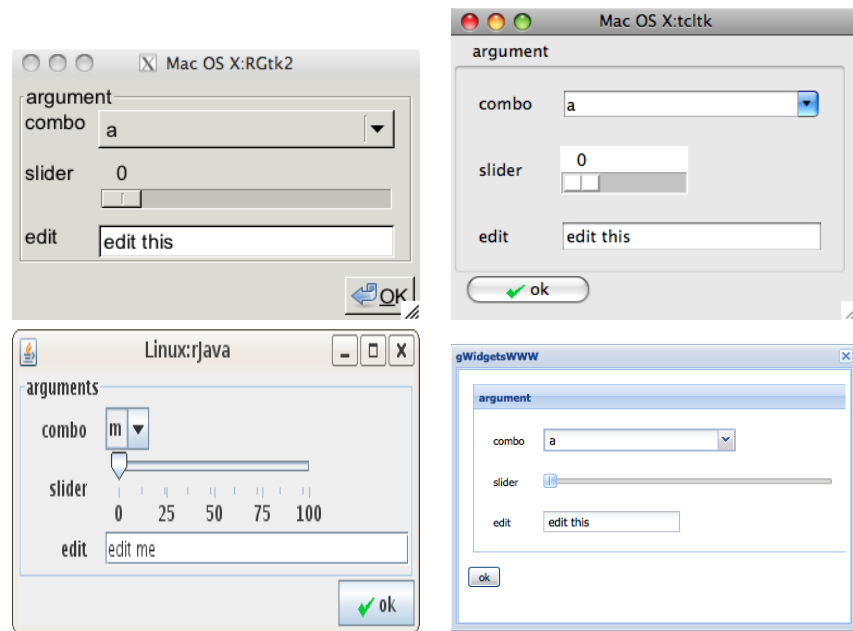 Mac OS X:RGtk2
argument
combo
a
slider
0
edit
edit this
OK
Mac OS X:tcltk
argument
combo
a
slider
0
edit
edit this
ok
Linux:rJava
arguments
combo
m
slider
0 25 50 75 100
edit
edit me
ok
gWidgetsWWW
argument
combo
a
slider
edit
edit this
ok